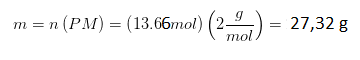 m = n (PM) = (13.66mol) (2 g/mol) = 27,32 g